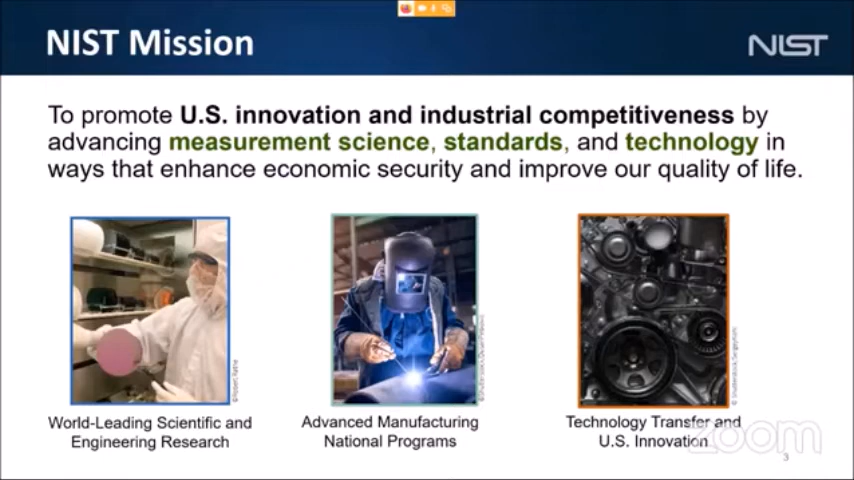 NIST Mission
NIST
To promote U.S. innovation and industrial competitiveness by
advancing measurement science, standards, and technology in
ways that enhance economic security and improve our quality of life.
World-Leading Scientific and
Engineering Research
Advanced Manufacturing
National Programs
Technology Transfer and
U.S. Innovation
zoom
3